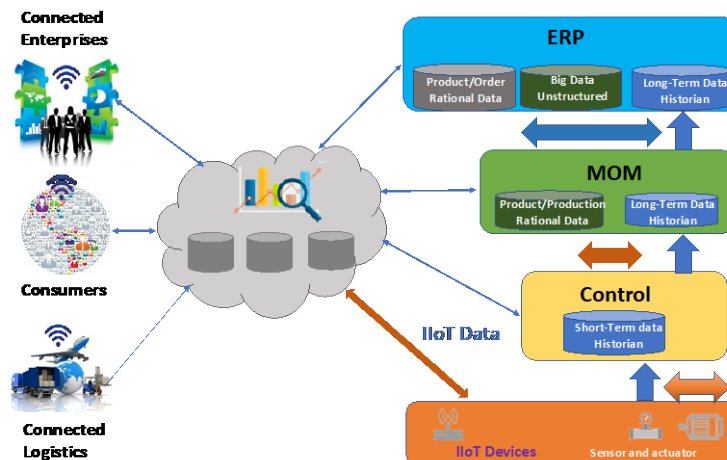 Connected
Enterprises
Consumers
Connected
Logistics
IIoT Data
ERP
Product/Order
Rational Data
Big Data
Unstructured
Long-Term Data
Historian
MOM
Product/Production
Rational Data
Long-Term Data
Historian
Control
Short-Term data
Historian
IIoT Devices
Sensor and actuator